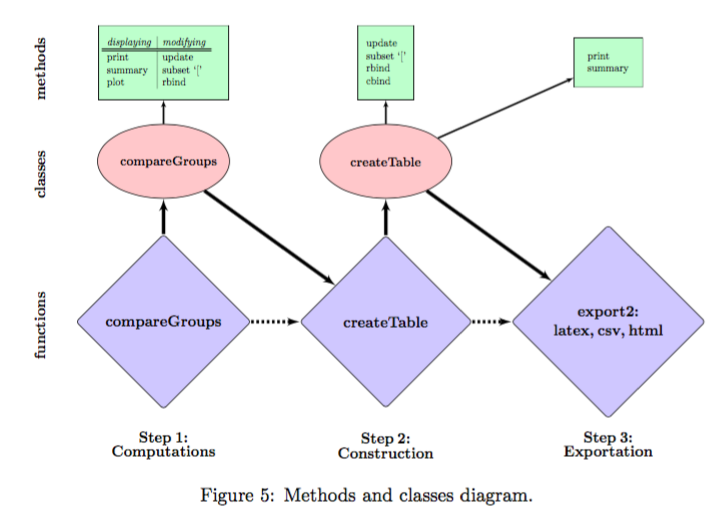 methods
displaying modifying
print update
summary subset '['
plot rbind
update
subset '['
rbind
cbind
print
summary
classes
compareGroups
createTable
functions
compareGroups
createTable
export2:
latex, csv, html
Step 1:
Computations
Step 2:
Construction
Step 3:
Exportation
Figure 5: Methods and classes diagram.